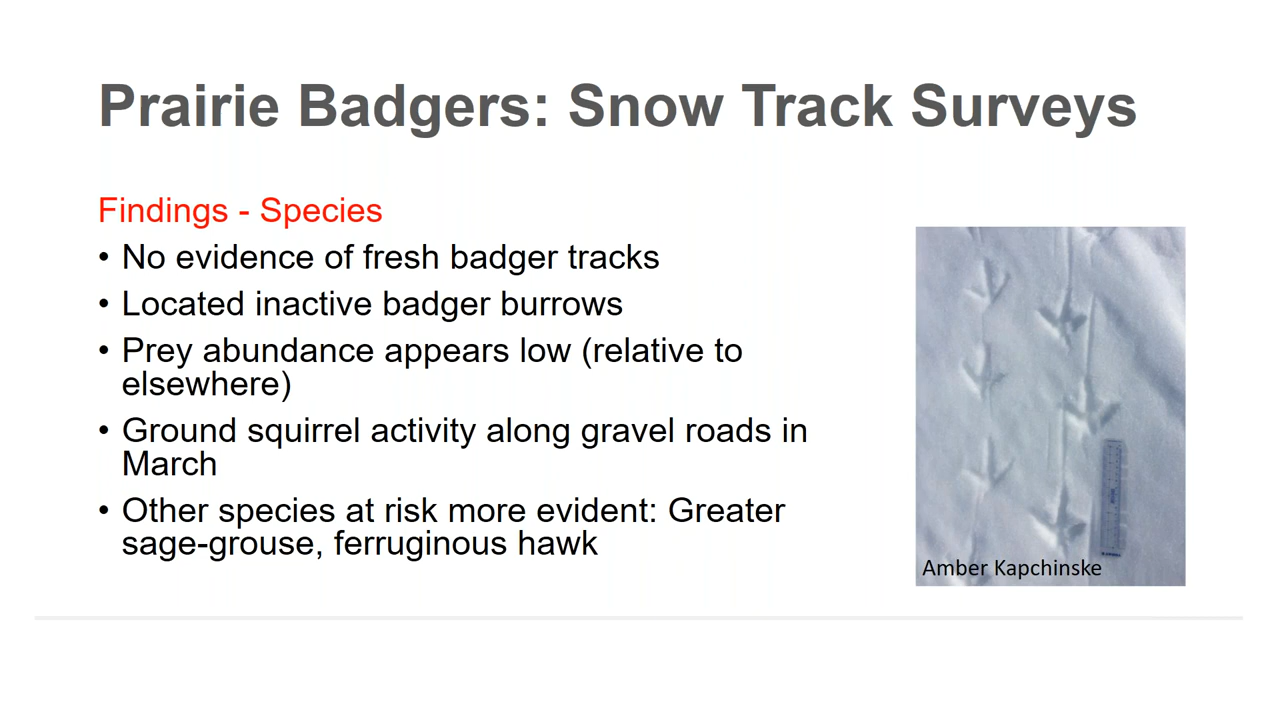 Prairie Badgers: Snow Track Surveys
Findings - Species
• No evidence of fresh badger tracks
• Located inactive badger burrows
• Prey abundance appears low (relative to
elsewhere)
• Ground squirrel activity along gravel roads in
March
• Other species at risk more evident: Greater
sage-grouse, ferruginous hawk
Amber Kapchinske